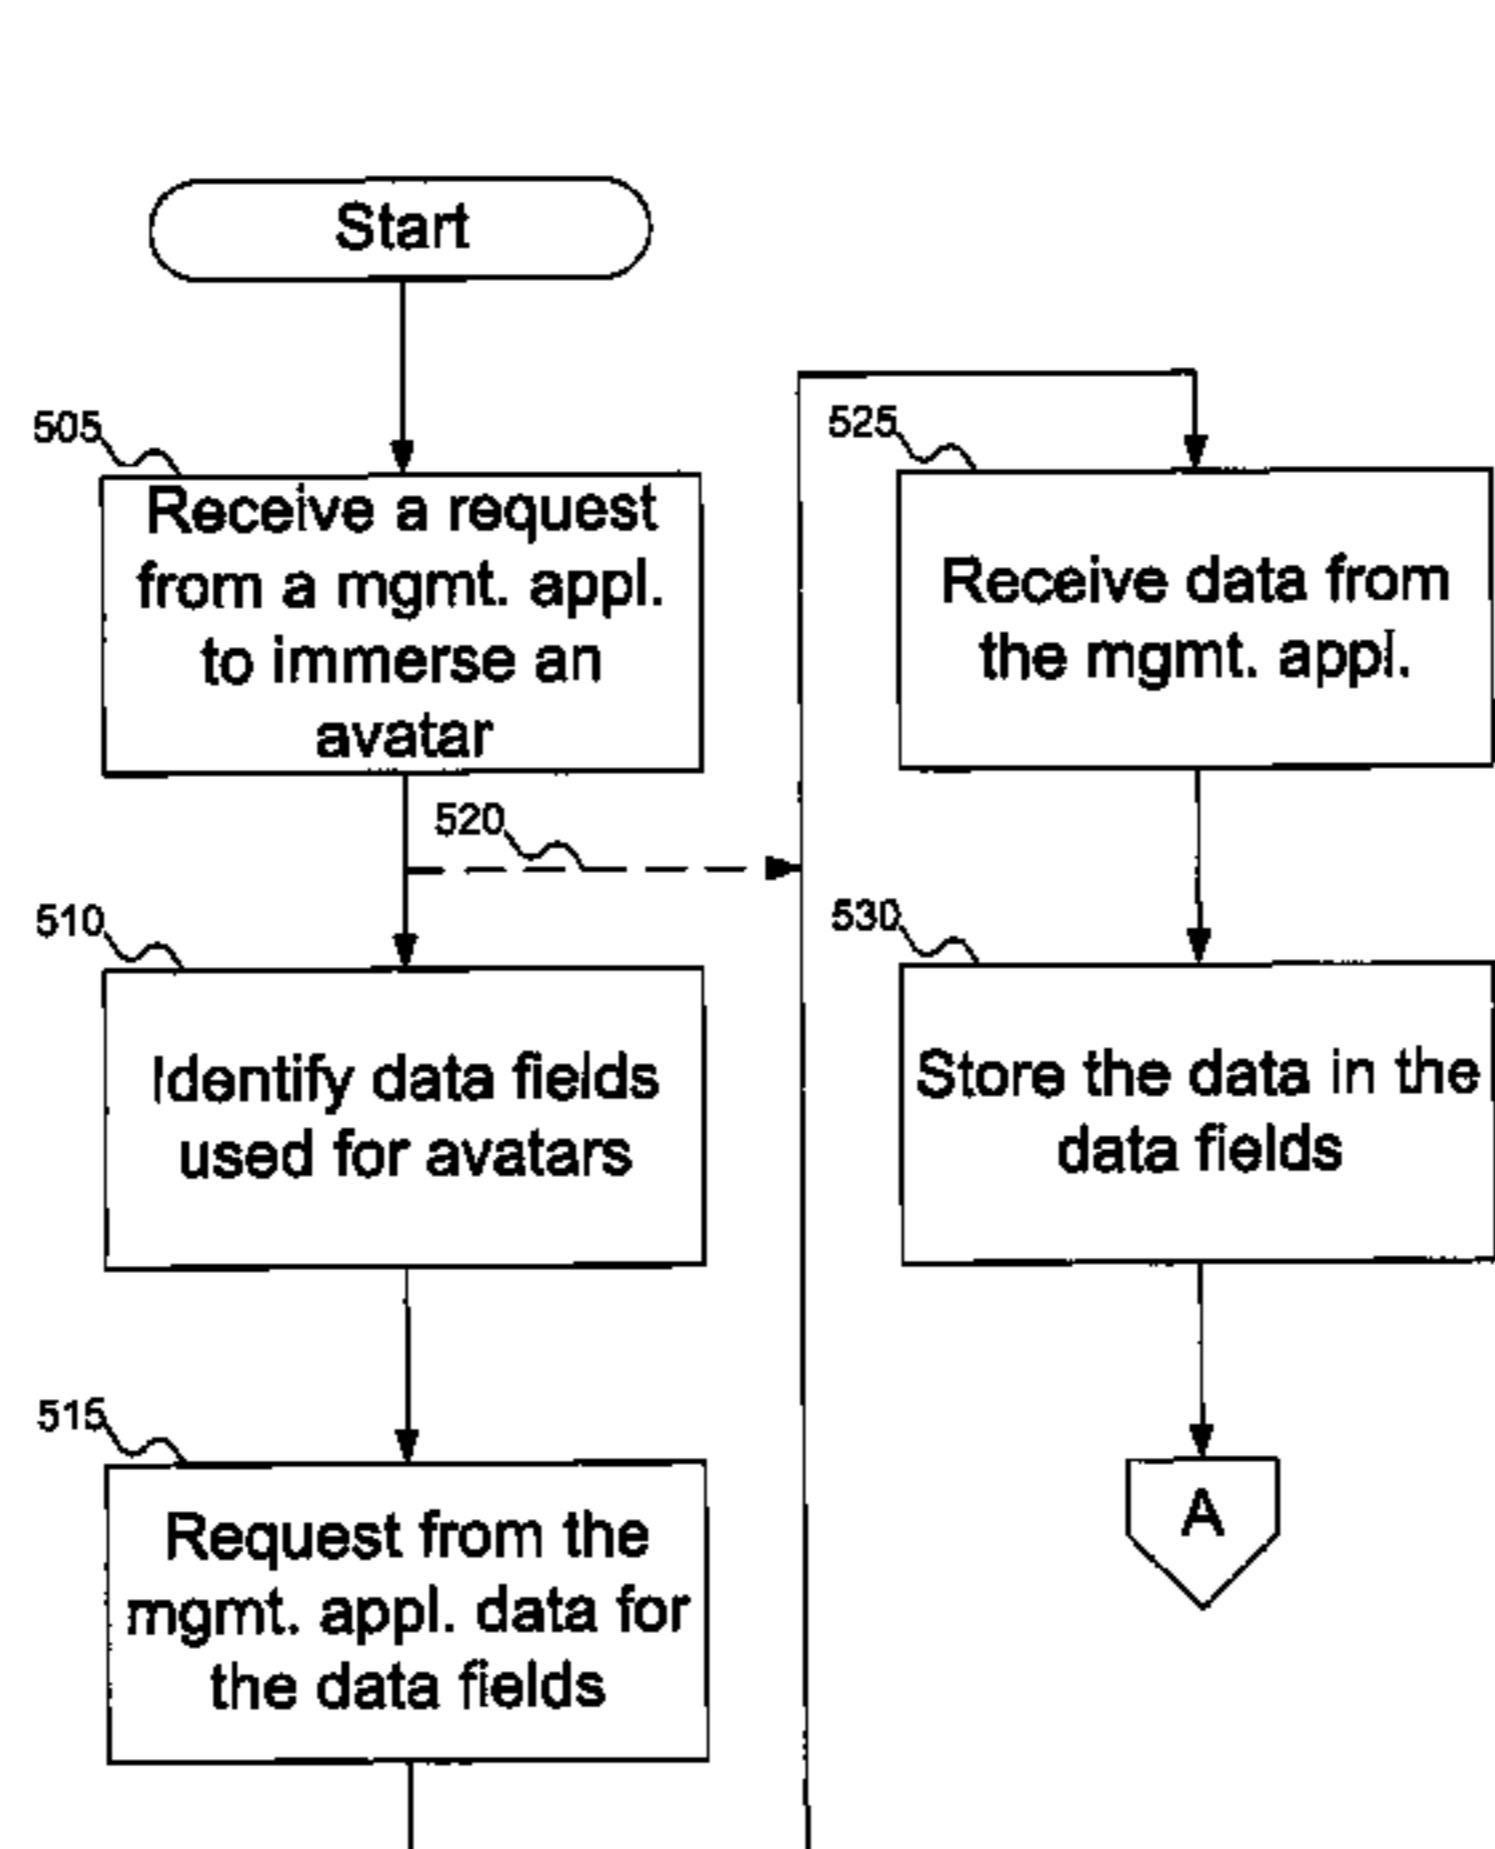 Start
505
Receive a request
from a mgmt. appl.
to immerse an
avatar
520
510
Identify data fields
used for avatars
515
Request from the
mgmt. appl. data for
the data fields
525
Receive data from
the mgmt. appl.
530
Store the data in the
data fields
A